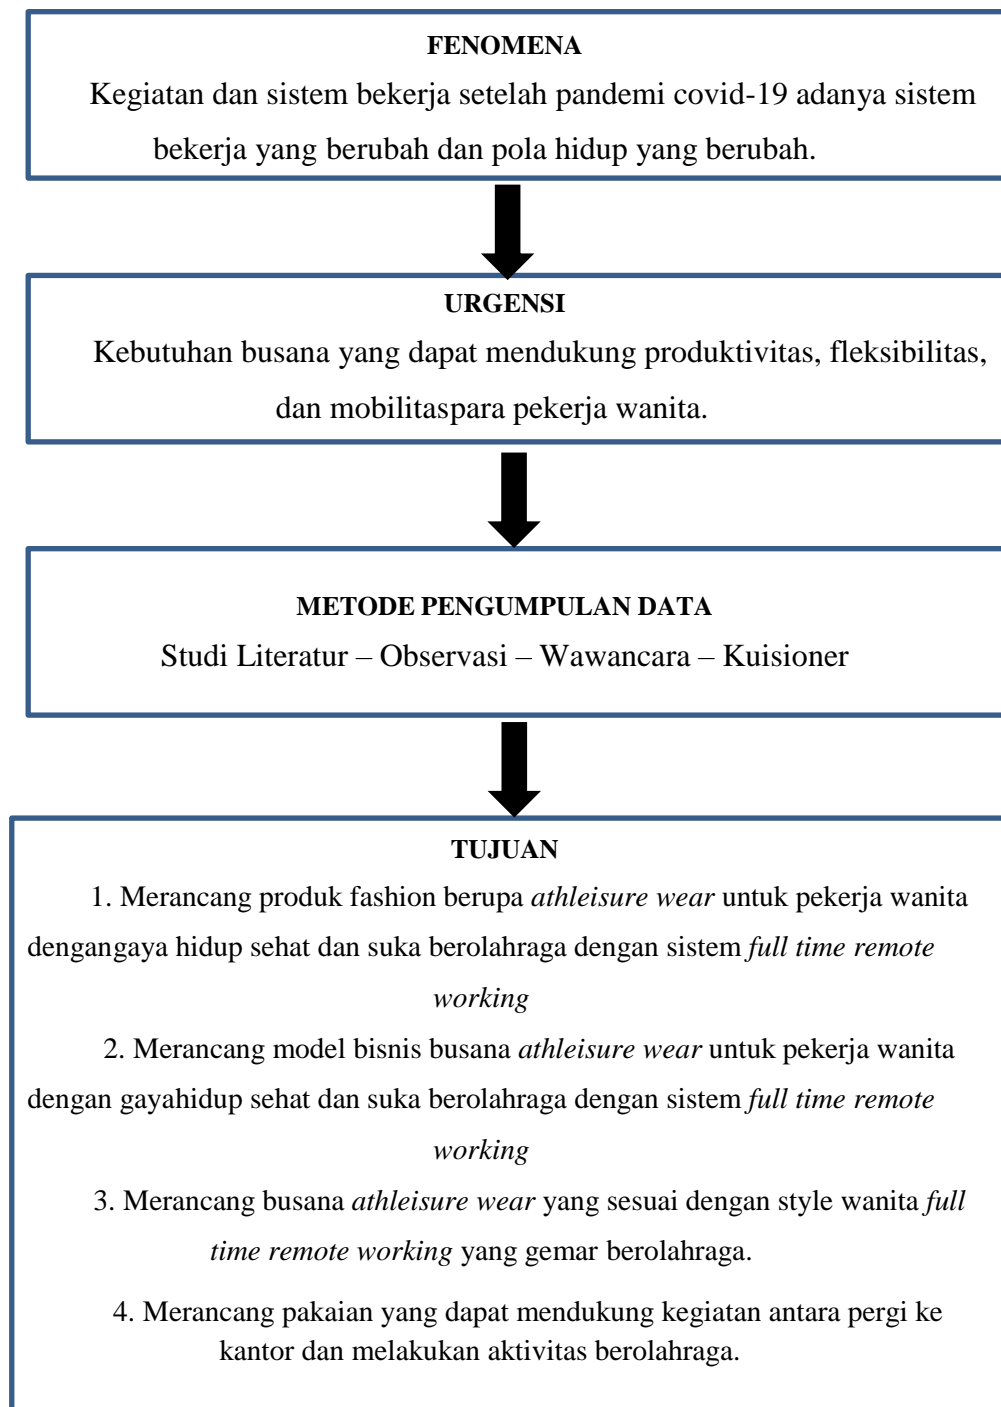 FENOMENA
Kegiatan dan sistem bekerja setelah pandemi covid-19 adanya sistem
bekerja yang berubah dan pola hidup yang berubah.
URGENSI
Kebutuhan busana yang dapat mendukung produktivitas, fleksibilitas,
dan mobilitaspara pekerja wanita.
METODE PENGUMPULAN DATA
Studi Literatur – Observasi – Wawancara – Kuisioner
TUJUAN
1. Merancang produk fashion berupa athleisure wear untuk pekerja wanita
dengangaya hidup sehat dan suka berolahraga dengan sistem full time remote
working
2. Merancang model bisnis busana athleisure wear untuk pekerja wanita
dengan gayahidup sehat dan suka berolahraga dengan sistem full time remote
working
3. Merancang busana athleisure wear yang sesuai dengan style wanita full
time remote working yang gemar berolahraga.
4. Merancang pakaian yang dapat mendukung kegiatan antara pergi ke
kantor dan melakukan aktivitas berolahraga.